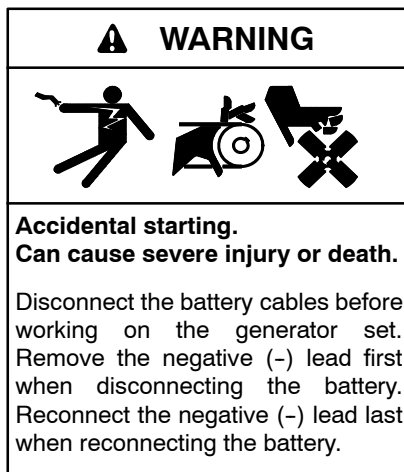 WARNING
Accidental starting.
Can cause severe injury or death.
Disconnect the battery cables before
working on the generator set.
Remove the negative (–) lead first
when disconnecting the battery.
Reconnect the negative (–) lead last
when reconnecting the battery.